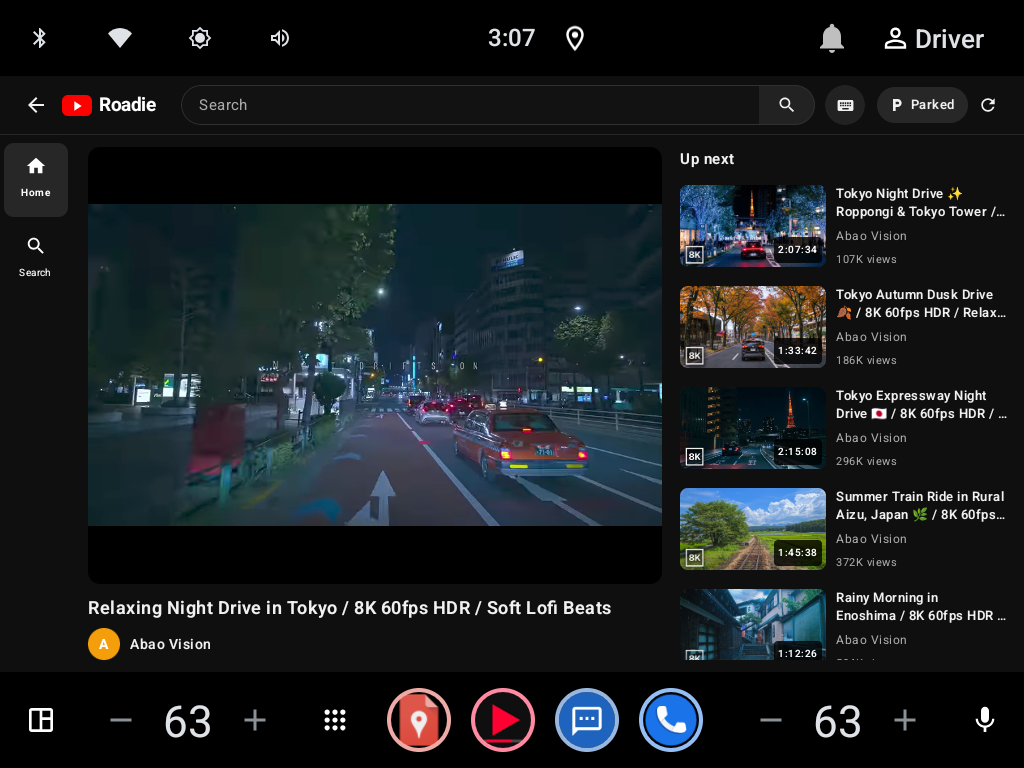 3:07
Driver
Roadie
Search
Parked
Home
Search
Up next
8K
2:07:34
Tokyo Night Drive ✨
Roppongi & Tokyo Tower /…
Abao Vision
107K views
8K
1:33:42
Tokyo Autumn Dusk Drive
🍂 / 8K 60fps HDR / Relax…
Abao Vision
186K views
8K
2:15:08
Tokyo Expressway Night
Drive 🇯🇵 / 8K 60fps HDR / …
Abao Vision
296K views
8K
1:45:38
Summer Train Ride in Rural
Aizu, Japan 🌿 / 8K 60fps…
Abao Vision
372K views
8K
1:12:26
Rainy Morning in
Enoshima / 8K 60fps HDR …
Abao Vision
Relaxing Night Drive in Tokyo / 8K 60fps HDR / Soft Lofi Beats
A
Abao Vision
63
63